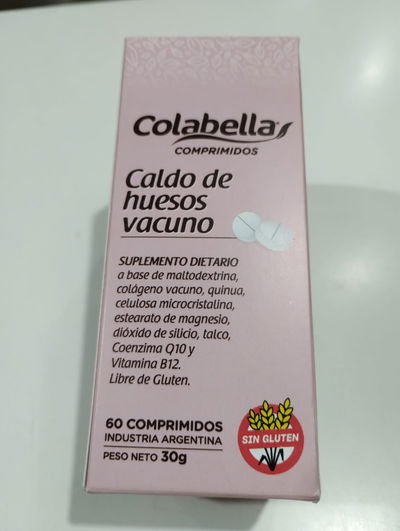 Colabella
COMPRIMIDOS
Caldo de
huesos
vacuno
SUPLEMENTO DIETARIO
a base de maltodextrina,
colágeno vacuno, quinua,
celulosa microcristalina,
estearato de magnesio,
dióxido de silicio, talco,
Coenzima Q10 y
Vitamina B12.
Libre de Gluten.
60 COMPRIMIDOS
INDUSTRIA ARGENTINA
PESO NETO 30g
SIN GLUTEN